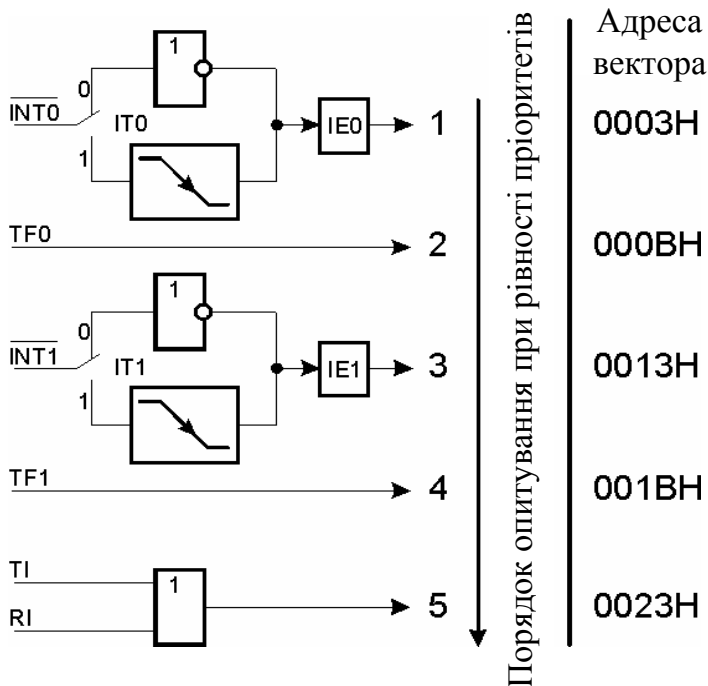 Адреса
вектора
1
0
INT0
IT0
1
IE0
1
0003H
TF0
2
000BH
1
0
INT1
IT1
1
IE1
3
0013H
TF1
4
001BH
TI
RI
1
5
0023H
Порядок опитування при рівності пріоритетів